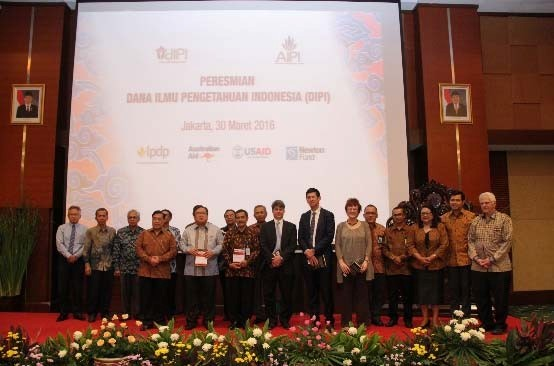 dIPI
AIPI
PERESMIAN
DANA ILMU PENGETAHUAN INDONESIA (DIPI)
Jakarta, 30 Maret 2016
lpdp
Australian
Aid
USAID
Newton
Fund